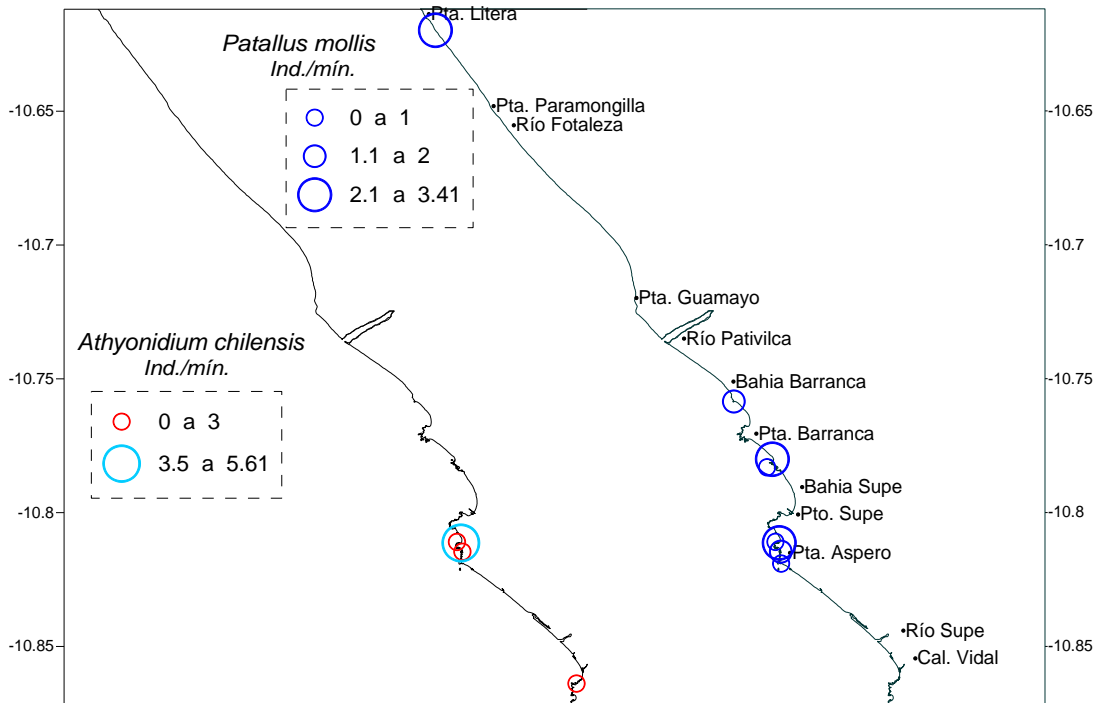 Pta. Litera
Patallus mollis
Ind./mín.
0 a 1
1.1 a 2
2.1 a 3.41
Pta. Paramongilla
Río Fotaleza
Pta. Guamayo
Río Pativilca
Athyonidium chilensis
Ind./mín.
0 a 3
3.5 a 5.61
Bahia Barranca
Pta. Barranca
Bahia Supe
Pto. Supe
Pta. Aspero
Río Supe
Cal. Vidal
-10.65
-10.7
-10.75
-10.8
-10.85
-10.65
-10.7
-10.75
-10.8
-10.85